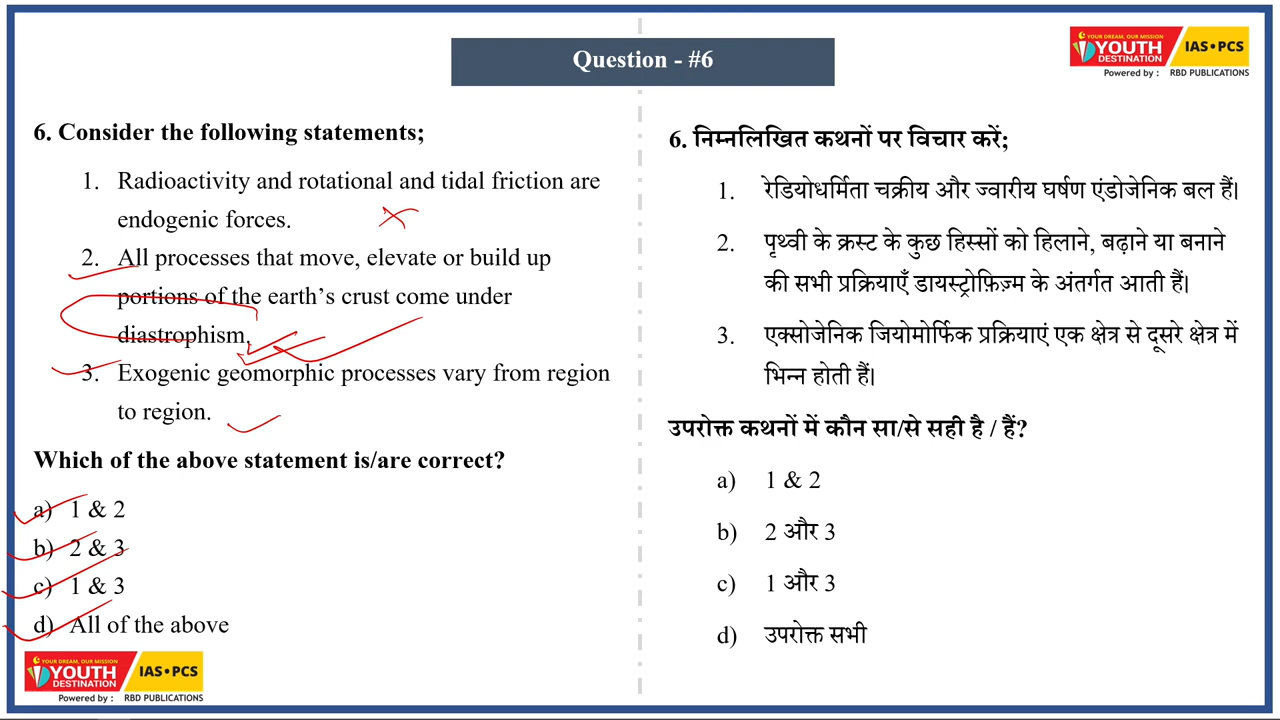 Question - #6
YOUR DREAM, OUR MISSION
YOUTH
DESTINATION
IAS•PCS
Powered by : RBD PUBLICATIONS
6. Consider the following statements;
1. Radioactivity and rotational and tidal friction are
endogenic forces.
2. All processes that move, elevate or build up
portions of the earth's crust come under
diastrophism.
3. Exogenic geomorphic processes vary from region
to region.
Which of the above statement is/are correct?
a) 1 & 2
b) 2 & 3
c) 1 & 3
d) All of the above
YOUR DREAM, OUR MISSION
YOUTH
DESTINATION
IAS•PCS
Powered by : RBD PUBLICATIONS
6. निम्नलिखित कथनों पर विचार करें;
1. रेडियोधर्मिता चक्रीय और ज्वारीय घर्षण एंडोजेनिक बल हैं।
2. पृथ्वी के क्रस्ट के कुछ हिस्सों को हिलाने, बढ़ाने या बनाने
की सभी प्रक्रियाएँ डायस्ट्रोफ़िज़्म के अंतर्गत आती हैं।
3. एक्सोजेनिक जियोमोर्फिक प्रक्रियाएं एक क्षेत्र से दूसरे क्षेत्र में
भिन्न होती हैं।
उपरोक्त कथनों में कौन सा/से सही है / हैं?
a) 1 & 2
b) 2 और 3
c) 1 और 3
d) उपरोक्त सभी